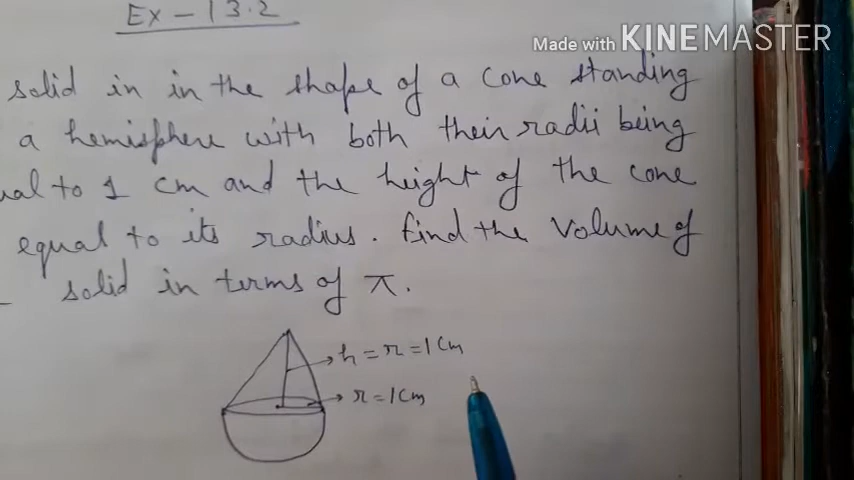 Ex - 13.2
Made with KINEMASTER
solid in in the shape of a cone standing
a hemisphere with both their radii being
ual to 1 cm and the height of the cone
equal to its radius. Find the volume of
solid in terms of π.
h = r = 1 cm
r = 1 cm